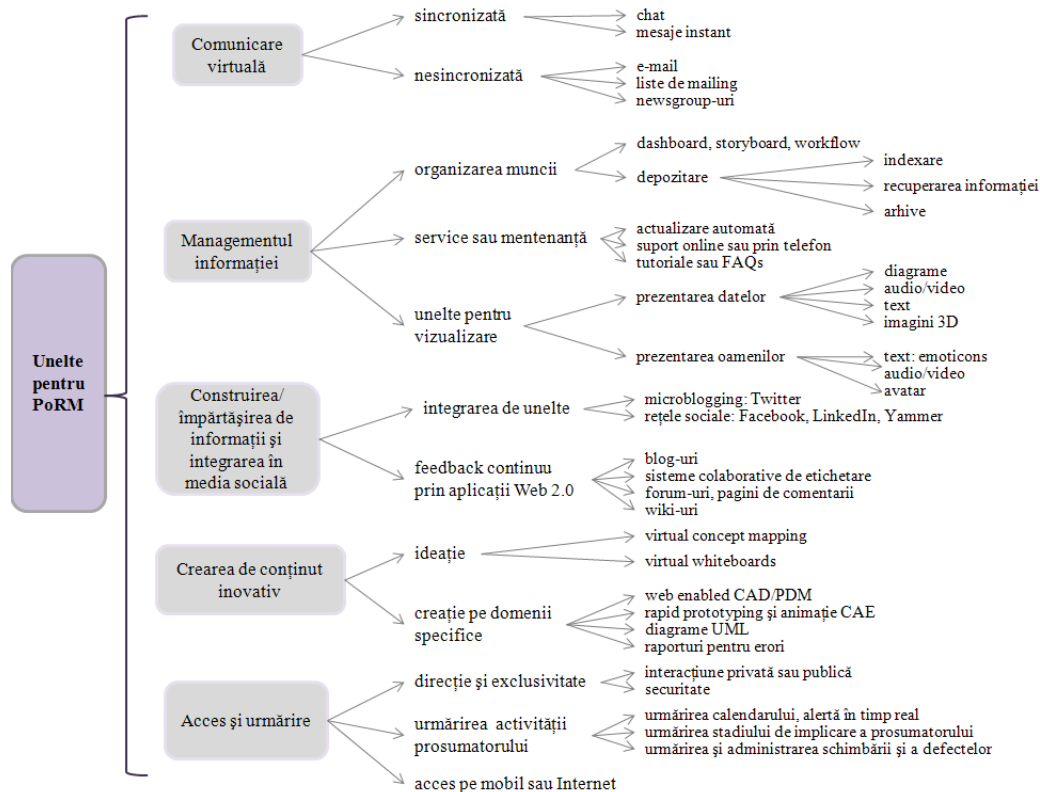 Unelte
pentru
PoRM
Comunicare
virtuală
sincronizată
chat
mesaje instant
nesincronizată
e-mail
liste de mailing
newsgroup-uri
Managementul
informației
organizarea muncii
dashboard, storyboard, workflow
depozitare
indexare
recuperarea informației
arhive
service sau mentenanță
actualizare automată
suport online sau prin telefon
tutoriale sau FAQs
unelte pentru
vizualizare
prezentarea datelor
diagrame
audio/video
text
imagini 3D
prezentarea oamenilor
text: emoticons
audio/video
avatar
Construirea/
împărtășirea de
informații şi
integrarea în
media socială
integrarea de unelte
microblogging: Twitter
rețele sociale: Facebook, LinkedIn, Yammer
feedback continuu
prin aplicații Web 2.0
blog-uri
sisteme colaborative de etichetare
forum-uri, pagini de comentarii
wiki-uri
Crearea de conținut
inovativ
ideație
virtual concept mapping
virtual whiteboards
creație pe domenii
specifice
web enabled CAD/PDM
rapid prototyping şi animație CAE
diagrame UML
raporturi pentru erori
Acces şi urmărire
direcție şi exclusivitate
interacțiune privată sau publică
securitate
urmărirea activității
prosumatorului
urmărirea calendarului, alertă în timp real
urmărirea stadiului de implicare a prosumatorului
urmărirea şi administrarea schimbării şi a defectelor
acces pe mobil sau Internet